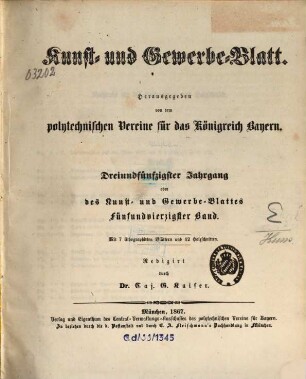 Kunst- und Gewerbe-Blatt.
03202
Herausgegeben
von dem
polytechnischen Vereine für das Königreich Bayern.
Dreiundfünfzigster Jahrgang
oder
des Kunst- und Gewerbe-Blattes
Fünfundvierzigster Band.
Mit 7 lithographirten Blättern und 12 Holzschnitten.
Redigirt
durch
Dr. Caj. G. Kaiser.
München, 1867.
Verlag und Eigenthum des Central-Verwaltungs-Ausschusses des polytechnischen Vereins für Bayern.
Zu beziehen durch die k. Postanstalt und durch E. A. Fleischmann's Buchhandlung in München.